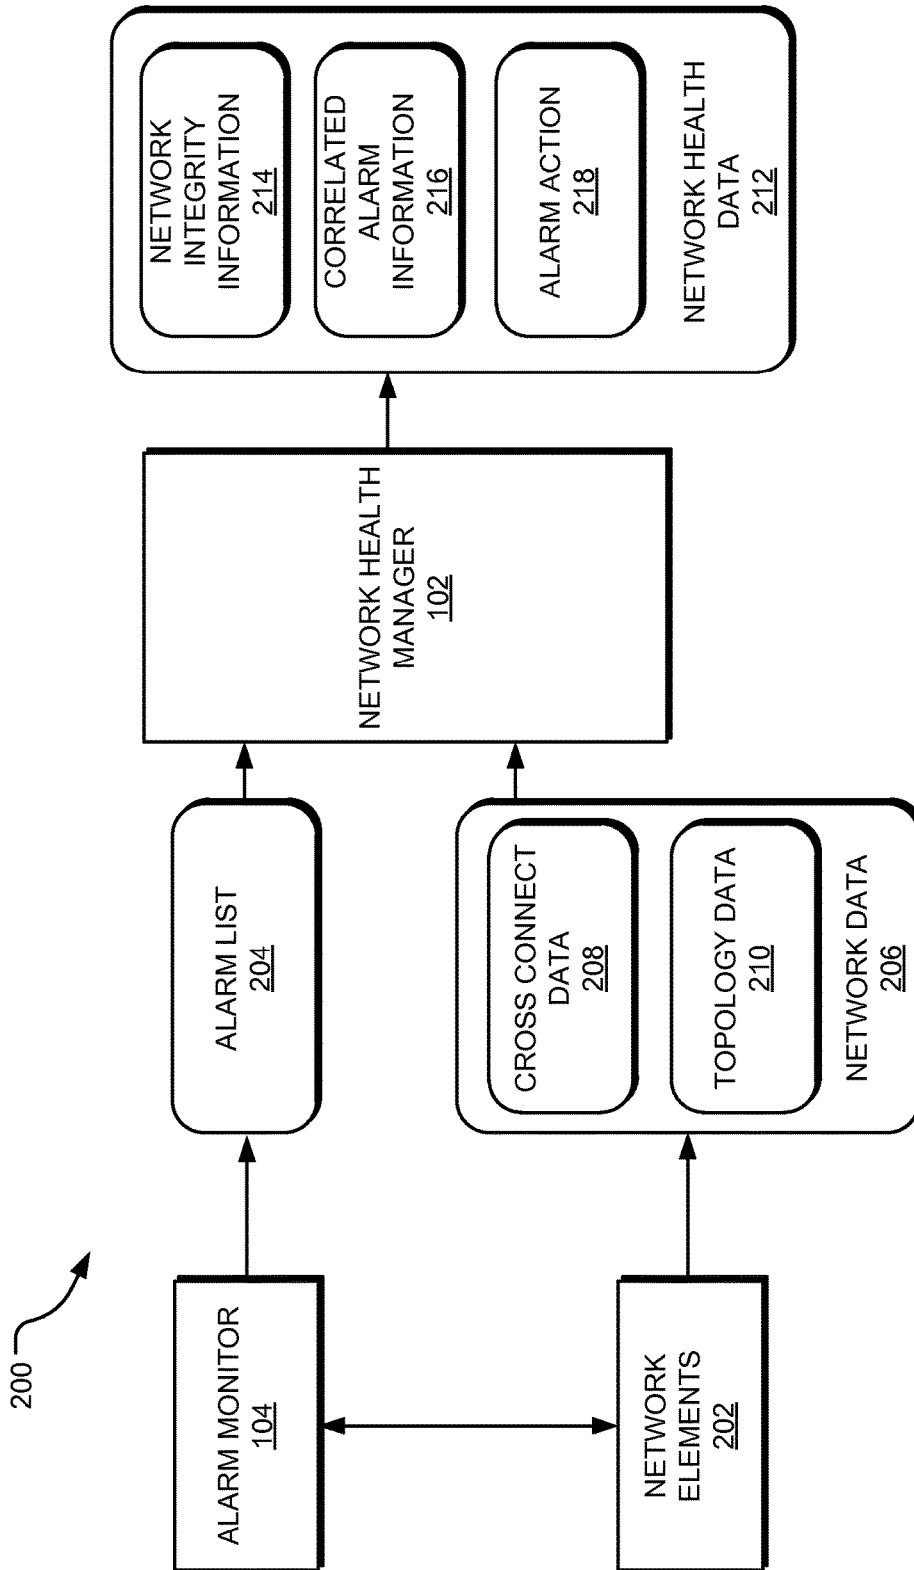 200
ALARM MONITOR
104
NETWORK
ELEMENTS
202
ALARM LIST
204
CROSS CONNECT
DATA
208
TOPOLOGY DATA
210
NETWORK DATA
206
NETWORK HEALTH
MANAGER
102
NETWORK
INTEGRITY
INFORMATION
214
CORRELATED
ALARM
INFORMATION
216
ALARM ACTION
218
NETWORK HEALTH
DATA
212